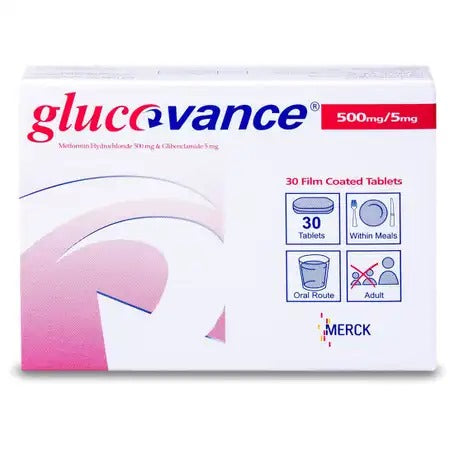 glucovance® 500mg/5mg
Metformin Hydrochloride 500 mg & Glibenclamide 5 mg
30 Film Coated Tablets
30
Tablets
Within Meals
Oral Route
Adult
MERCK